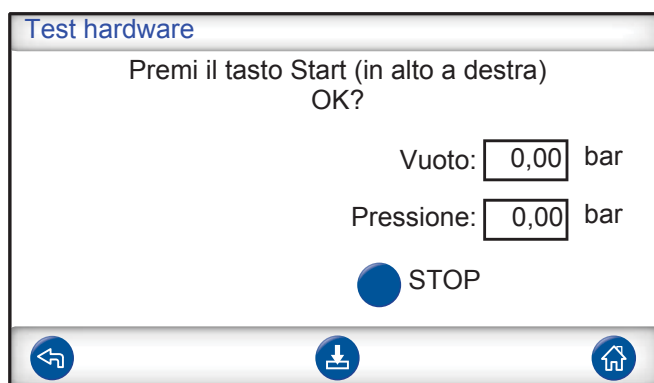 Test hardware
Premi il tasto Start (in alto a destra)
OK?
Vuoto: 0,00 bar
Pressione: 0,00 bar
STOP